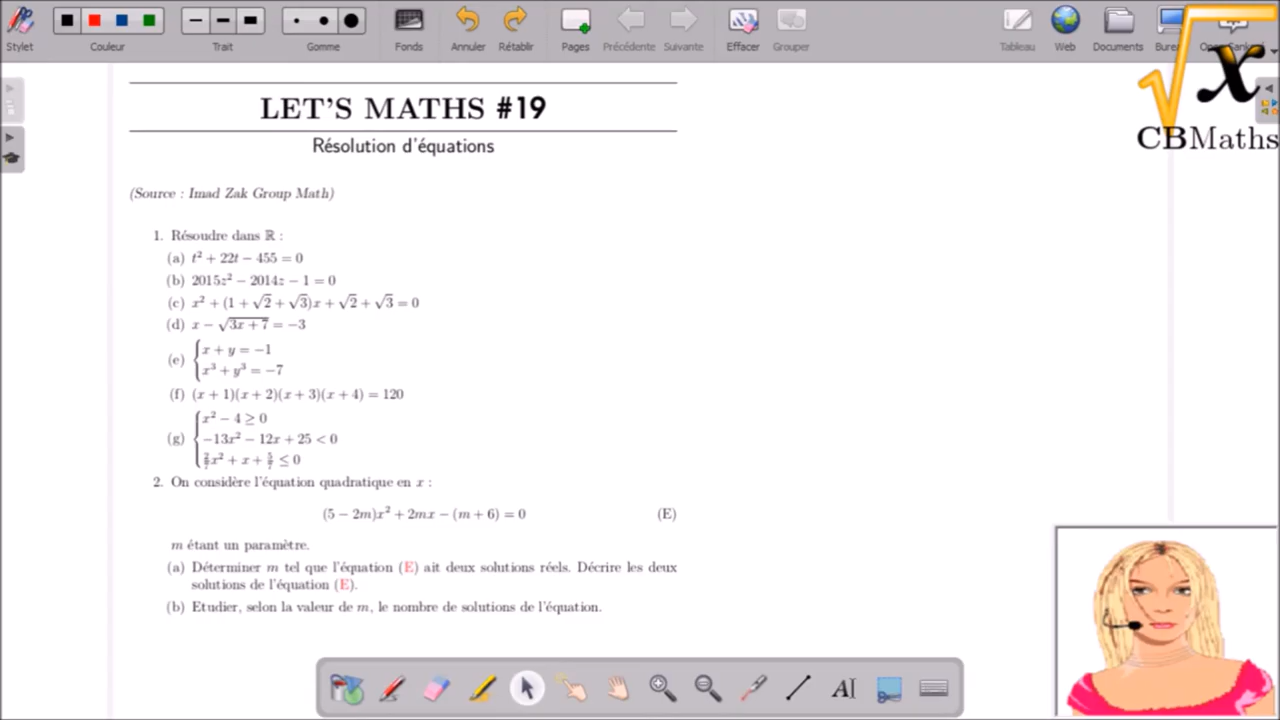 Stylet Couleur Trait Gomme Fonds Annuler Rétablir Pages Précédente Suivante Effacer Grouper Tableau Web Documents
x
CBMaths
LET'S MATHS #19
Résolution d'équations
(Source : Imad Zak Group Math)
1. Résoudre dans ℝ :
(a) t² + 22t − 455 = 0
(b) 2015z² − 2014z − 1 = 0
(c) x² + (1 + √2 + √3)x + √2 + √3 = 0
(d) x − √(3x + 7) = −3
(e) { x + y = −1
x³ + y³ = −7
(f) (x + 1)(x + 2)(x + 3)(x + 4) = 120
(g) { x² − 4 ≥ 0
−13x² − 12x + 25 < 0
x² + x + ≤ 0
2. On considère l'équation quadratique en x :
(5 − 2m)x² + 2mx − (m + 6) = 0 (E)
m étant un paramètre.
(a) Déterminer m tel que l'équation (E) ait deux solutions réels. Décrire les deux
solutions de l'équation (E).
(b) Etudier, selon la valeur de m, le nombre de solutions de l'équation.
AI